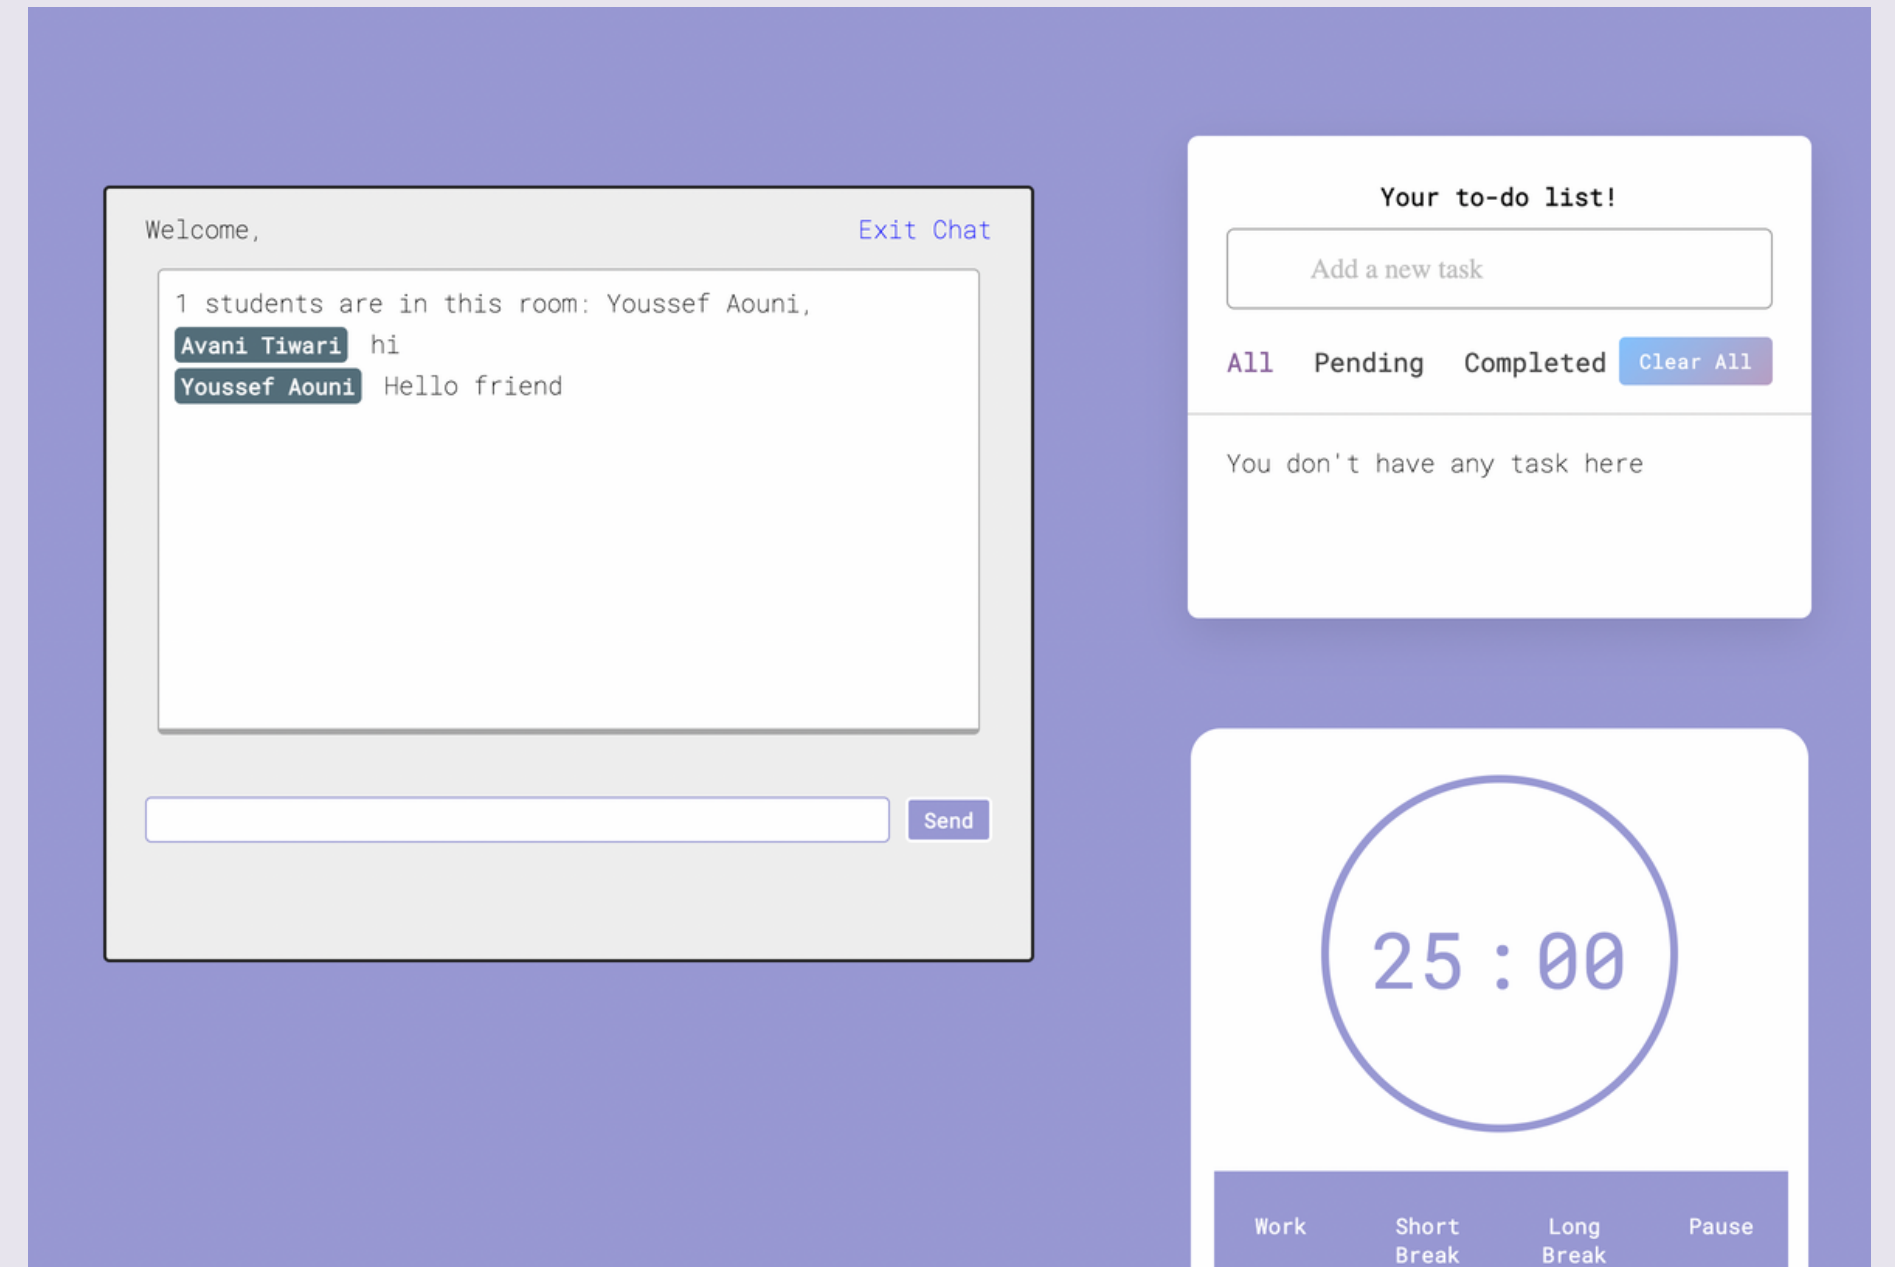 Welcome,
Exit Chat
1 students are in this room: Youssef Aouni,
Avani Tiwari hi
Youssef Aouni Hello friend
Send
Your to-do list!
Add a new task
All Pending Completed Clear All
You don't have any task here
25:00
Work
Short
Break
Long
Break
Pause